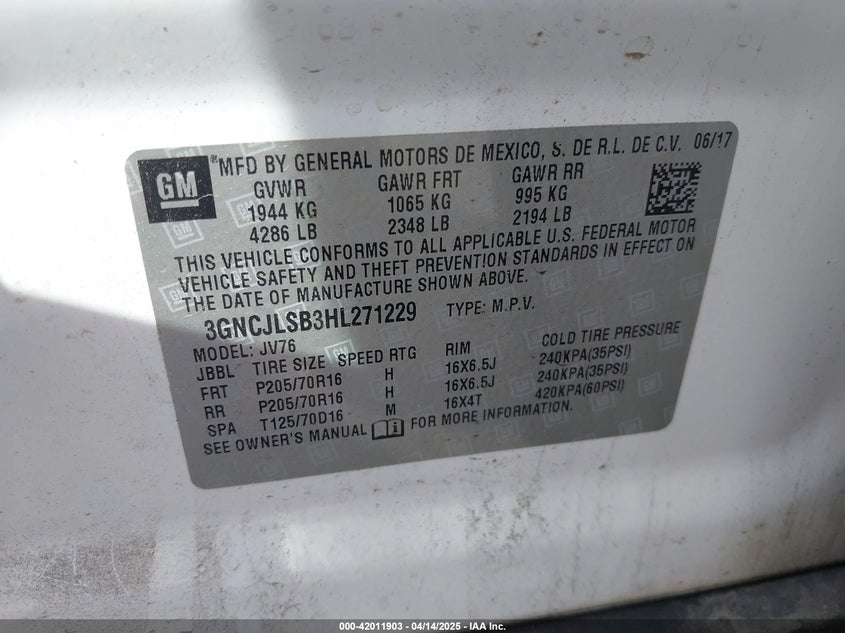 GM
MFD BY GENERAL MOTORS DE MEXICO, S. DE R.L. DE C.V. 06/17
GVWR GAWR FRT GAWR RR
1944 KG 1065 KG 995 KG
4286 LB 2348 LB 2194 LB
THIS VEHICLE CONFORMS TO ALL APPLICABLE U.S. FEDERAL MOTOR
VEHICLE SAFETY AND THEFT PREVENTION STANDARDS IN EFFECT ON
THE DATE OF MANUFACTURE SHOWN ABOVE.
3GNCJLSB3HL271229 TYPE: M.P.V.
MODEL: JV76
JBBL TIRE SIZE SPEED RTG RIM COLD TIRE PRESSURE
FRT P205/70R16 H 16X6.5J 240KPA(35PSI)
RR P205/70R16 H 16X6.5J 240KPA(35PSI)
SPA T125/70D16 M 16X4T 420KPA(60PSI)
SEE OWNER'S MANUAL i FOR MORE INFORMATION.
000-42011903 - 04/14/2025 - IAA Inc.